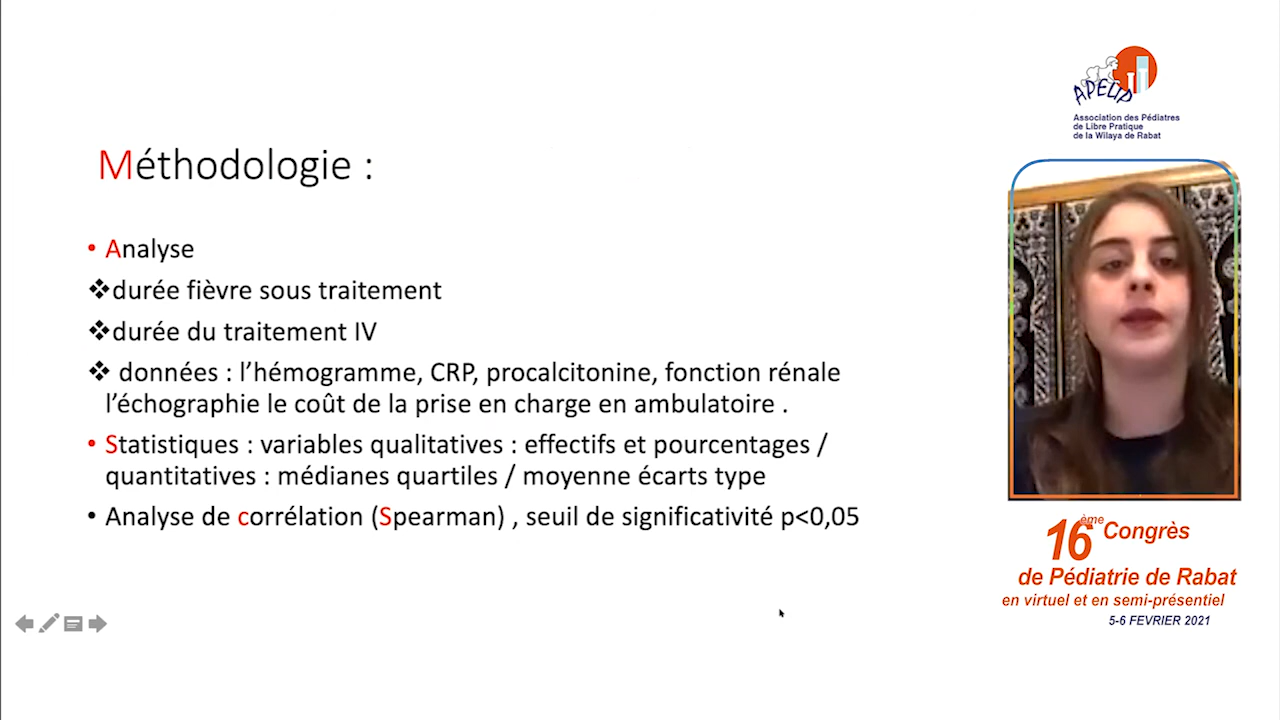 Méthodologie :
• Analyse
❖durée fièvre sous traitement
❖durée du traitement IV
❖ données : l’hémogramme, CRP, procalcitonine, fonction rénale
l’échographie le coût de la prise en charge en ambulatoire .
• Statistiques : variables qualitatives : effectifs et pourcentages /
quantitatives : médianes quartiles / moyenne écarts type
• Analyse de corrélation (Spearman) , seuil de significativité p<0,05
APELIP
Association des Pédiatres
de Libre Pratique
de la Wilaya de Rabat
16ème Congrès
de Pédiatrie de Rabat
en virtuel et en semi-présentiel
5-6 FEVRIER 2021